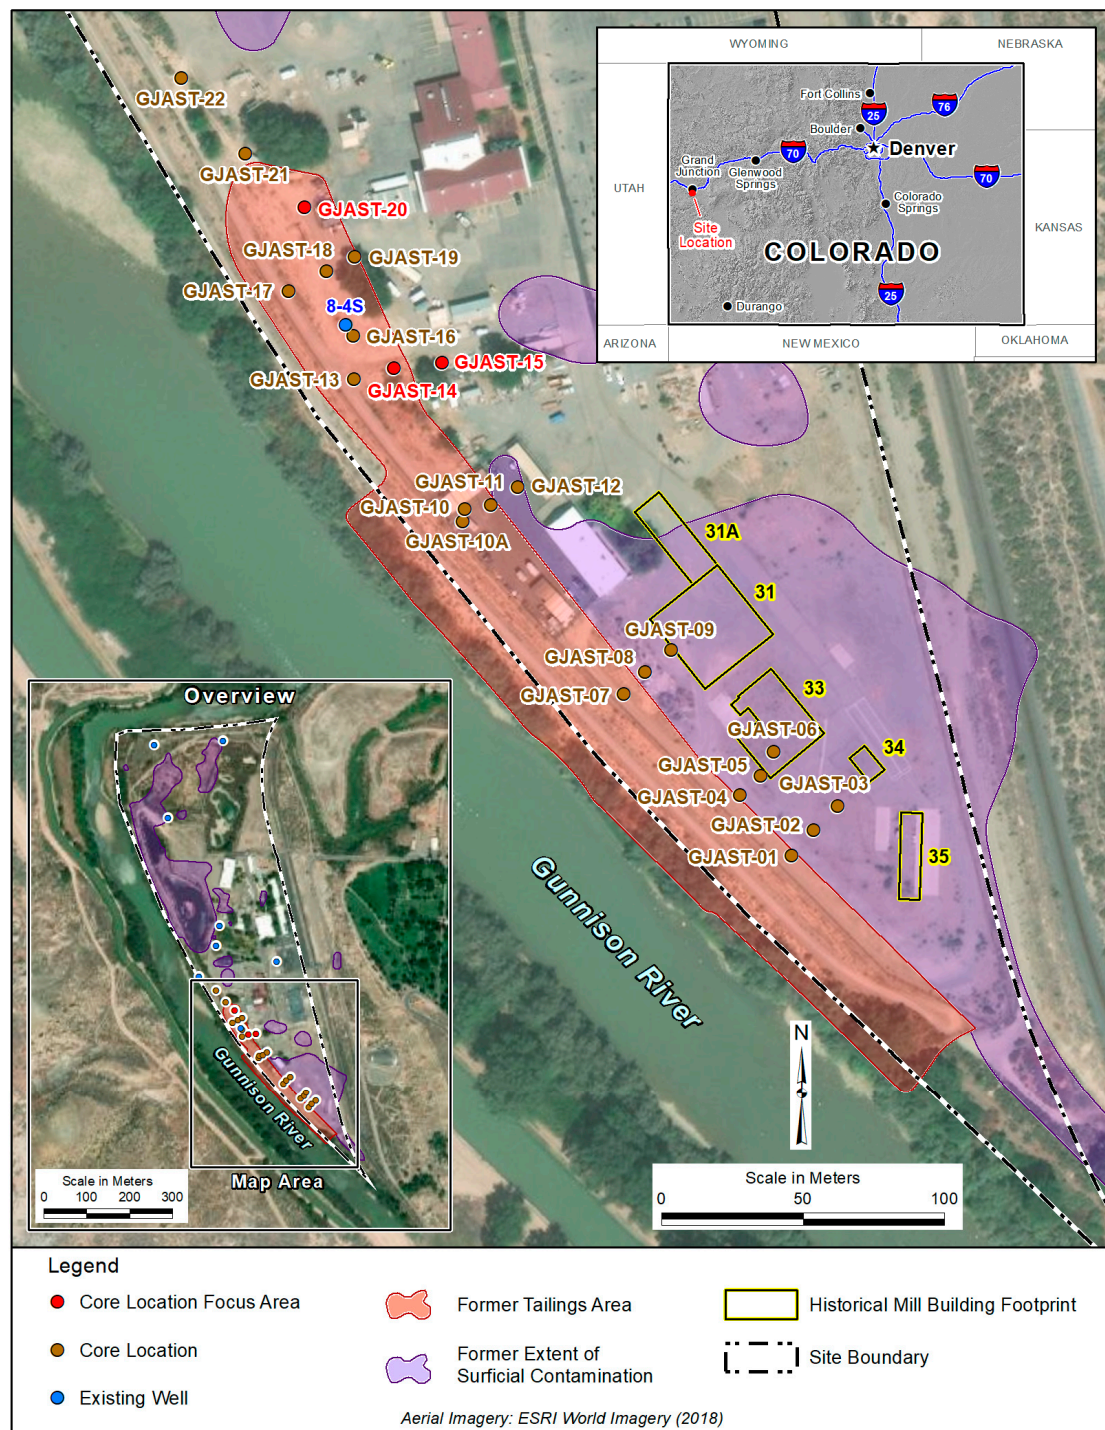 GJAST-22
GJAST-21
GJAST-20
GJAST-18
GJAST-19
GJAST-17
8-4S
GJAST-16
GJAST-15
GJAST-13
GJAST-14
GJAST-11
GJAST-12
GJAST-10
GJAST-10A
31A
31
GJAST-09
GJAST-08
GJAST-07
33
GJAST-06
34
GJAST-05
GJAST-03
GJAST-04
GJAST-02
GJAST-01
35
Gunnison River
WYOMING
NEBRASKA
Fort Collins
25
76
Boulder
Denver
70
Grand
Junction
Glenwood
Springs
70
UTAH
Colorado
Springs
Site
Location
KANSAS
COLORADO
25
Durango
ARIZONA
NEW MEXICO
OKLAHOMA
Overview
Gunnison River
Map Area
Scale in Meters
0 100 200 300
N
Scale in Meters
0 50 100
Legend
Core Location Focus Area
Core Location
Existing Well
Former Tailings Area
Former Extent of
Surficial Contamination
Historical Mill Building Footprint
Site Boundary
Aerial Imagery: ESRI World Imagery (2018)